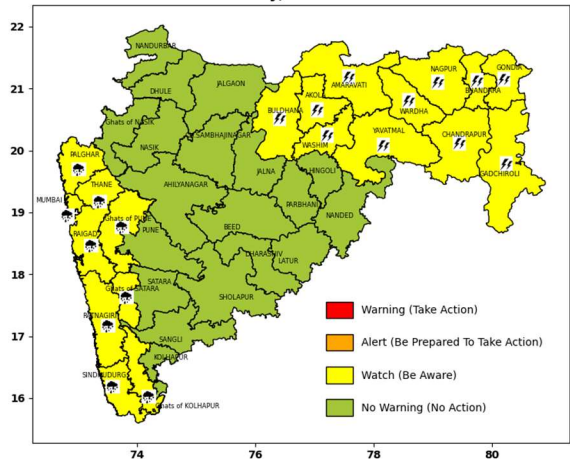 22
21
20
19
18
17
16
74
76
78
80
NANDURBAR
DHULE
JALGAON
Ghats of NASIK
NASIK
SAMBHAJINAGAR
BULDHANA
AKOLA
AMARAVATI
WASHIM
YAVATMAL
WARDHA
NAGPUR
BHANDARA
GONDIA
CHANDRAPUR
GADCHIROLI
PALGHAR
THANE
MUMBAI
RAIGAD
Ghats of PUNE
PUNE
AHILYANAGAR
JALNA
HINGOLI
PARBHANI
NANDED
BEED
DHARASHIV
LATUR
SATARA
Ghats of SATARA
SHOLAPUR
RATNAGIRI
SANGLI
KOLHAPUR
SINDHUDURG
Ghats of KOLHAPUR
Warning (Take Action)
Alert (Be Prepared To Take Action)
Watch (Be Aware)
No Warning (No Action)